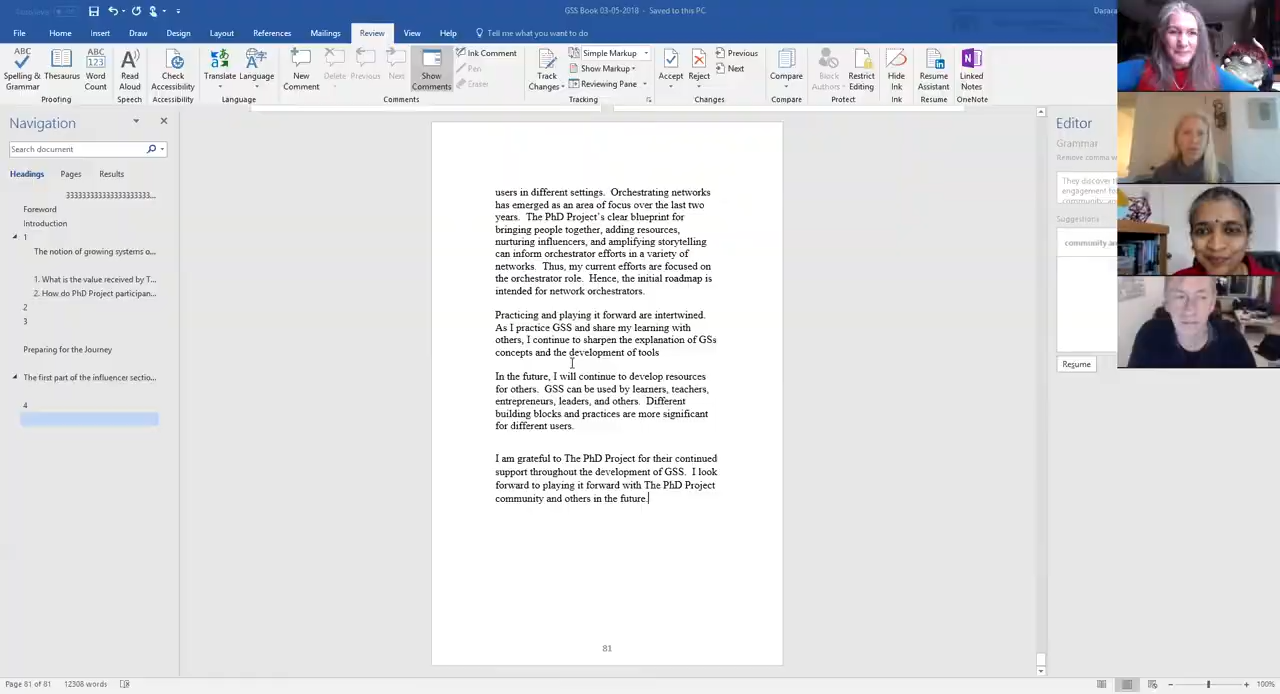 GSS Book 03-05-2018 - Saved to this PC
File Home Insert Draw Design Layout References Mailings Review View Help Tell me what you want to do
Spelling & Grammar
Thesaurus
Word Count
Proofing
Read Aloud
Speech
Check Accessibility
Accessibility
Translate
Language
Language
New Comment
Delete
Previous
Next
Show Comments
Comments
Ink Comment
Pen
Eraser
Track Changes
Simple Markup
Show Markup
Reviewing Pane
Tracking
Accept
Reject
Previous
Next
Changes
Compare
Compare
Block Authors
Restrict Editing
Protect
Hide Ink
Ink
Resume Assistant
Resume
Linked Notes
OneNote
Navigation
Search document
Headings Pages Results
Foreword
Introduction
1
The notion of growing systems o...
1. What is the value received by T...
2. How do PhD Project participan...
2
3
Preparing for the Journey
The first part of the influencer sectio...
4
users in different settings. Orchestrating networks
has emerged as an area of focus over the last two
years. The PhD Project's clear blueprint for
bringing people together, adding resources,
nurturing influencers, and amplifying storytelling
can inform orchestrator efforts in a variety of
networks. Thus, my current efforts are focused on
the orchestrator role. Hence, the initial roadmap is
intended for network orchestrators.
Practicing and playing it forward are intertwined.
As I practice GSS and share my learning with
others, I continue to sharpen the explanation of GSs
concepts and the development of tools
In the future, I will continue to develop resources
for others. GSS can be used by learners, teachers,
entrepreneurs, leaders, and others. Different
building blocks and practices are more significant
for different users.
I am grateful to The PhD Project for their continued
support throughout the development of GSS. I look
forward to playing it forward with The PhD Project
community and others in the future.
81
Editor
Grammar
Remove comma
They discover
engagement fo
community
Suggestions
community
Resume
Page 81 of 81 12308 words
100%